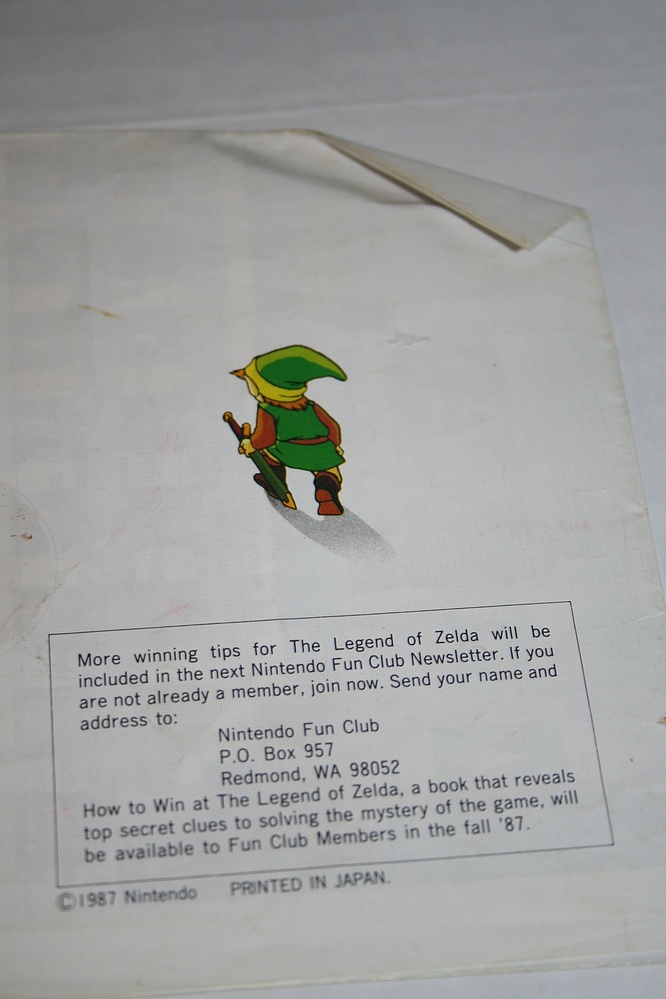 More winning tips for The Legend of Zelda will be
included in the next Nintendo Fun Club Newsletter. If you
are not already a member, join now. Send your name and
address to:
Nintendo Fun Club
P.O. Box 957
Redmond, WA 98052
How to Win at The Legend of Zelda, a book that reveals
top secret clues to solving the mystery of the game, will
be available to Fun Club Members in the fall '87.
©1987 Nintendo PRINTED IN JAPAN.